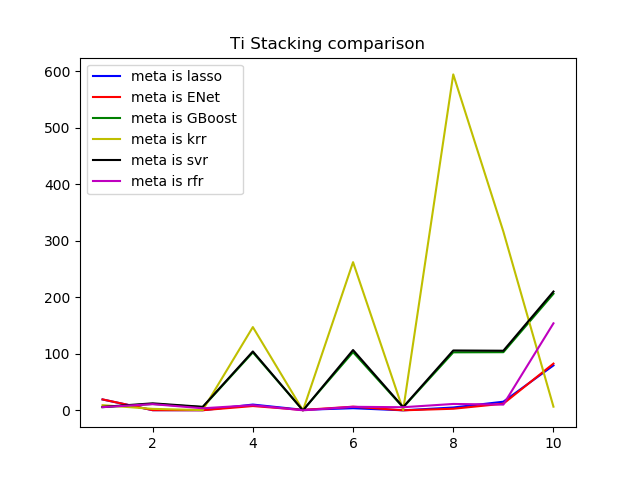 Ti Stacking comparison
meta is lasso
meta is ENet
meta is GBoost
meta is krr
meta is svr
meta is rfr
600
500
400
300
200
100
0
2 4 6 8 10